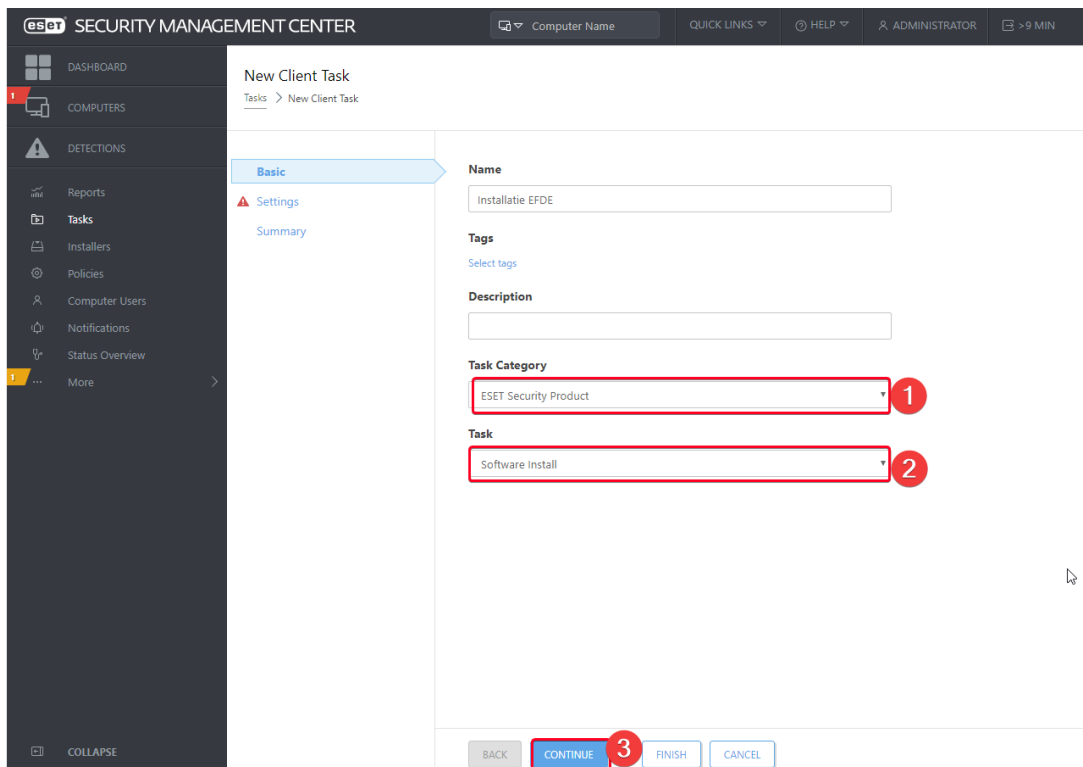 eset SECURITY MANAGEMENT CENTER
Computer Name
QUICK LINKS
HELP
ADMINISTRATOR
>9 MIN
DASHBOARD
1
COMPUTERS
DETECTIONS
Reports
Tasks
Installers
Policies
Computer Users
Notifications
Status Overview
1
More
COLLAPSE
New Client Task
Tasks > New Client Task
Basic
Settings
Summary
Name
Installatie EFDE
Tags
Select tags
Description
Task Category
ESET Security Product
1
Task
Software Install
2
BACK
CONTINUE
3
FINISH
CANCEL